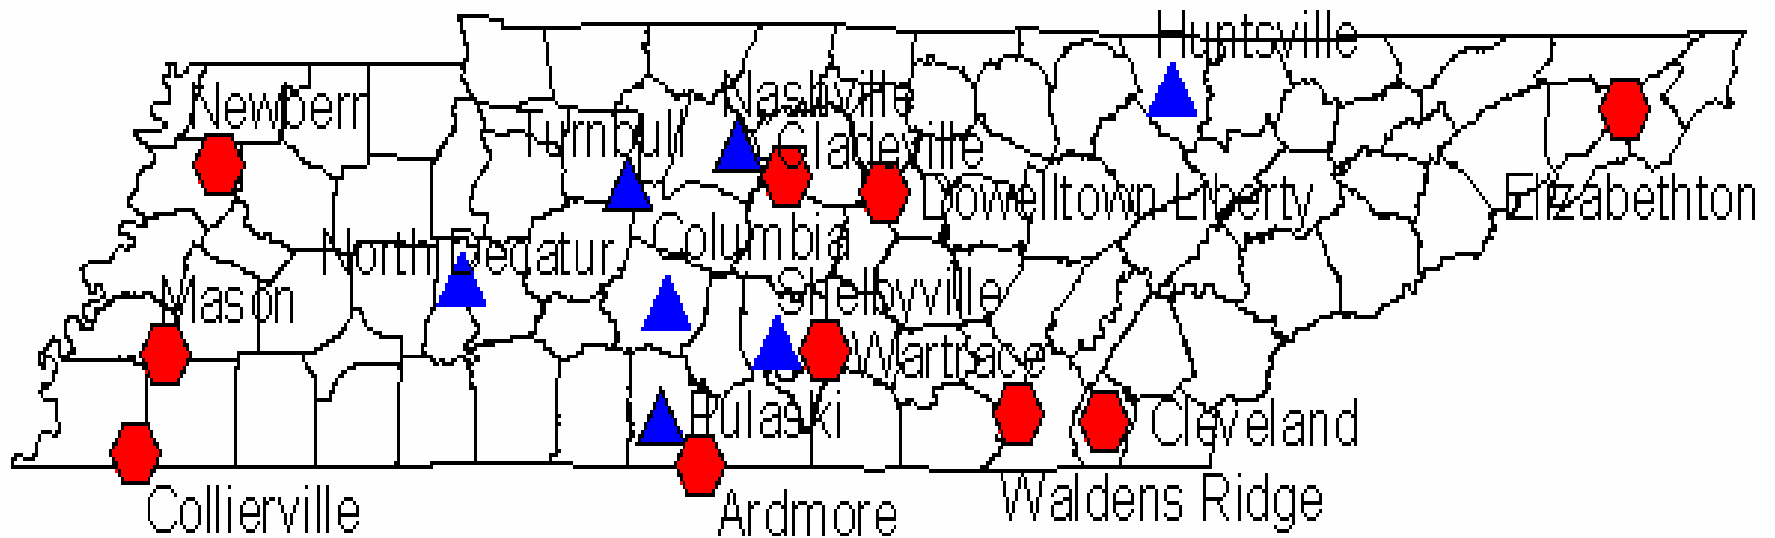 Huntsville
Newbern
Nashville
Turnbull
Gladeville
Dowelltown Liberty
Elizabethton
Columbia
North Decatur
Shelbyville
Mason
Wartrace
Pulaski
Cleveland
Waldens Ridge
Collierville
Ardmore